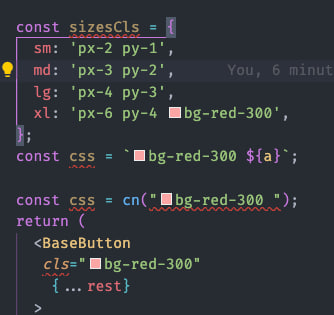 const sizesCls = {
sm: 'px-2 py-1',
md: 'px-3 py-2', You, 6 minut
lg: 'px-4 py-3',
xl: 'px-6 py-4 bg-red-300',
};
const css = `bg-red-300 ${a}`;
const css = cn("bg-red-300 ");
return (
<BaseButton
cls="bg-red-300"
{...rest}
>